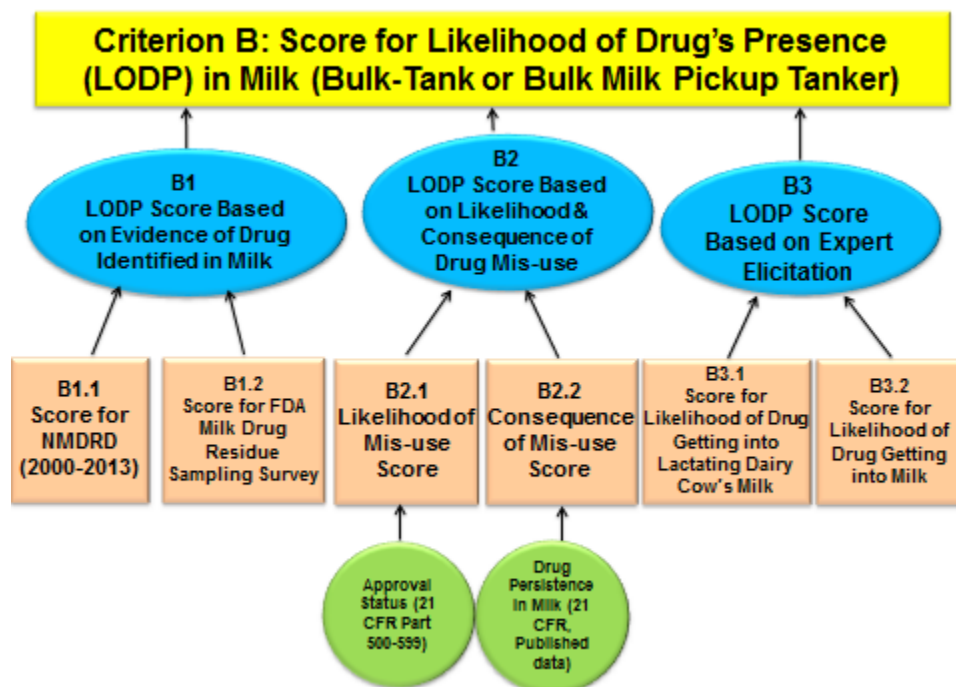 Criterion B: Score for Likelihood of Drug's Presence
(LODP) in Milk (Bulk-Tank or Bulk Milk Pickup Tanker)
B1
LODP Score Based
on Evidence of Drug
Identified in Milk
B2
LODP Score Based
on Likelihood &
Consequence of
Drug Mis-use
B3
LODP Score
Based on Expert
Elicitation
B1.1
Score for
NMDRD
(2000-2013)
B1.2
Score for FDA
Milk Drug
Residue
Sampling Survey
B2.1
Likelihood of
Mis-use
Score
B2.2
Consequence
of Mis-use
Score
B3.1
Score for
Likelihood of Drug
Getting into
Lactating Dairy
Cow's Milk
B3.2
Score for
Likelihood of
Drug Getting
into Milk
Approval
Status (21
CFR Part
500-599)
Drug
Persistence
In Milk (21
CFR,
Published
data)